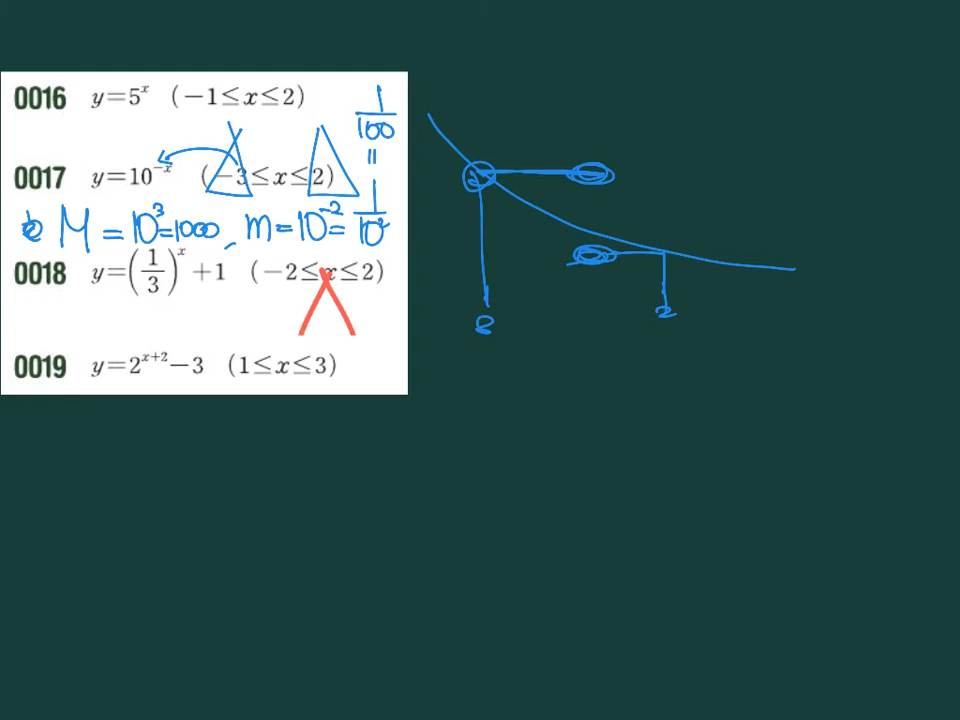 0016 y=5^x (-1≤x≤2)
1/100
=
0017 y=10^{-x} (-3≤x≤2)
M = 10^3=1000, m=10^{-2}=1/10^2
0018 y=(1/3)^x+1 (-2≤x≤2)
2
0019 y=2^{x+2}-3 (1≤x≤3)